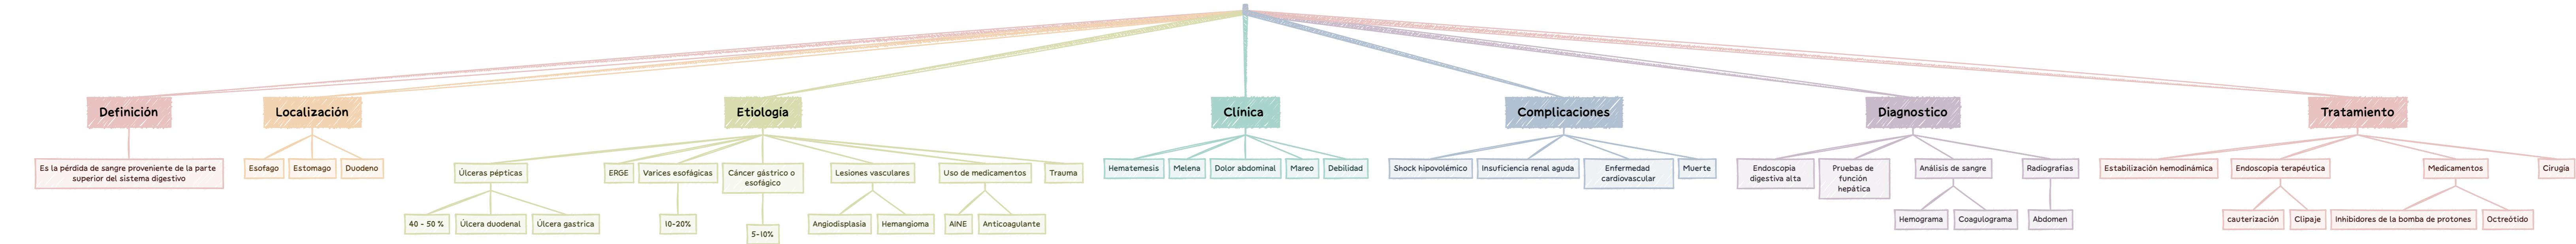 Definición
Localización
Etiología
Clínica
Complicaciones
Diagnostico
Tratamiento
Es la pérdida de sangre proveniente de la parte
superior del sistema digestivo
Esofago
Estomago
Duodeno
Úlceras pépticas
ERGE
Varices esofágicas
Cáncer gástrico o
esofágico
Lesiones vasculares
Uso de medicamentos
Trauma
40 - 50 %
Úlcera duodenal
Úlcera gastrica
10-20%
5-10%
Angiodisplasia
Hemangioma
AINE
Anticoagulante
Hematemesis
Melena
Dolor abdominal
Mareo
Debilidad
Shock hipovolémico
Insuficiencia renal aguda
Enfermedad
cardiovascular
Muerte
Endoscopia
digestiva alta
Pruebas de
función
hepática
Análisis de sangre
Radiografias
Hemograma
Coagulograma
Abdomen
Estabilización hemodinámica
Endoscopia terapéutica
Medicamentos
Cirugia
cauterización
Clipaje
Inhibidores de la bomba de protones
Octreótido